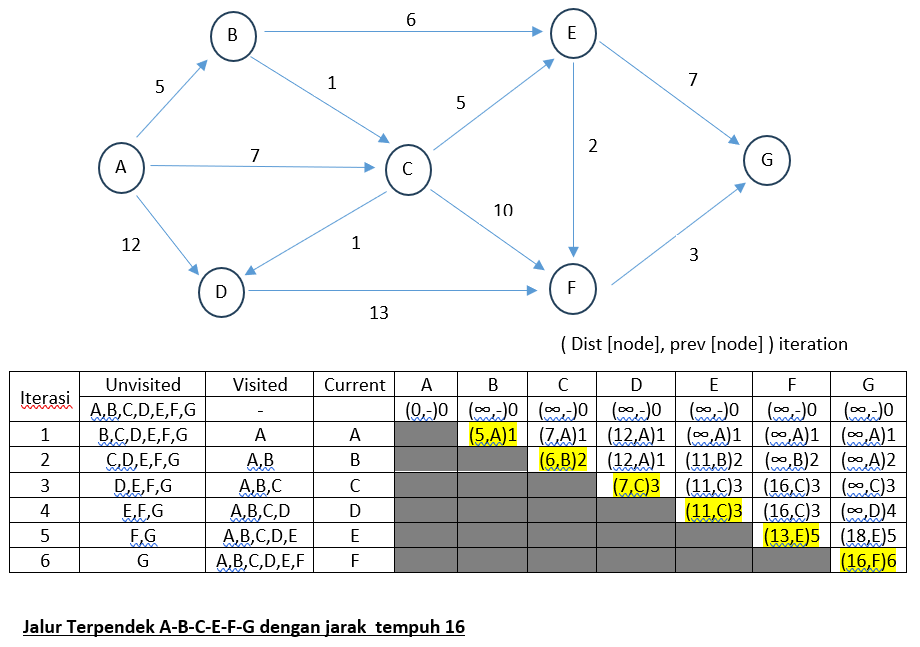 6
B
E
5
1
5
7
7
2
A
C
G
10
12
1
3
D
F
13
( Dist [node], prev [node] ) iteration
Iterasi Unvisited Visited Current A B C D E F G
A,B,C,D,E,F,G - (0,-)0 (∞,-)0 (∞,-)0 (∞,-)0 (∞,-)0 (∞,-)0 (∞,-)0
1 B,C,D,E,F,G A A (5,A)1 (7,A)1 (12,A)1 (∞,A)1 (∞,A)1 (∞,A)1
2 C,D,E,F,G A,B B (6,B)2 (12,A)1 (11,B)2 (∞,B)2 (∞,A)2
3 D,E,F,G A,B,C C (7,C)3 (11,C)3 (16,C)3 (∞,C)3
4 E,F,G A,B,C,D D (11,C)3 (16,C)3 (∞,D)4
5 F,G A,B,C,D,E E (13,E)5 (18,E)5
6 G A,B,C,D,E,F F (16,F)6
Jalur Terpendek A-B-C-E-F-G dengan jarak tempuh 16